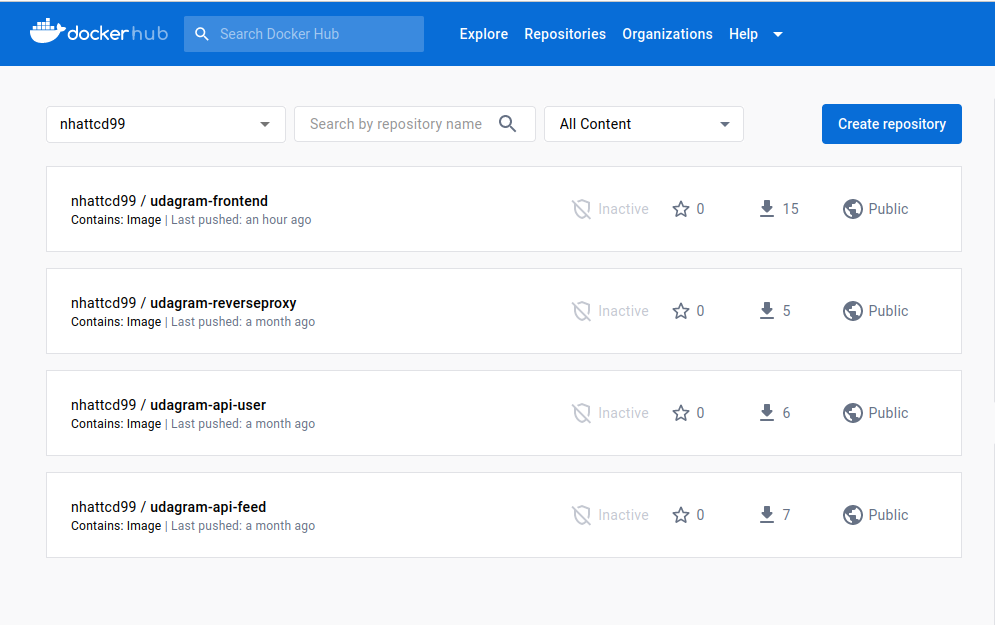 dockerhub Search Docker Hub Explore Repositories Organizations Help
nhattcd99 Search by repository name All Content Create repository
nhattcd99 / udagram-frontend
Contains: Image | Last pushed: an hour ago
Inactive 0 15 Public
nhattcd99 / udagram-reverseproxy
Contains: Image | Last pushed: a month ago
Inactive 0 5 Public
nhattcd99 / udagram-api-user
Contains: Image | Last pushed: a month ago
Inactive 0 6 Public
nhattcd99 / udagram-api-feed
Contains: Image | Last pushed: a month ago
Inactive 0 7 Public